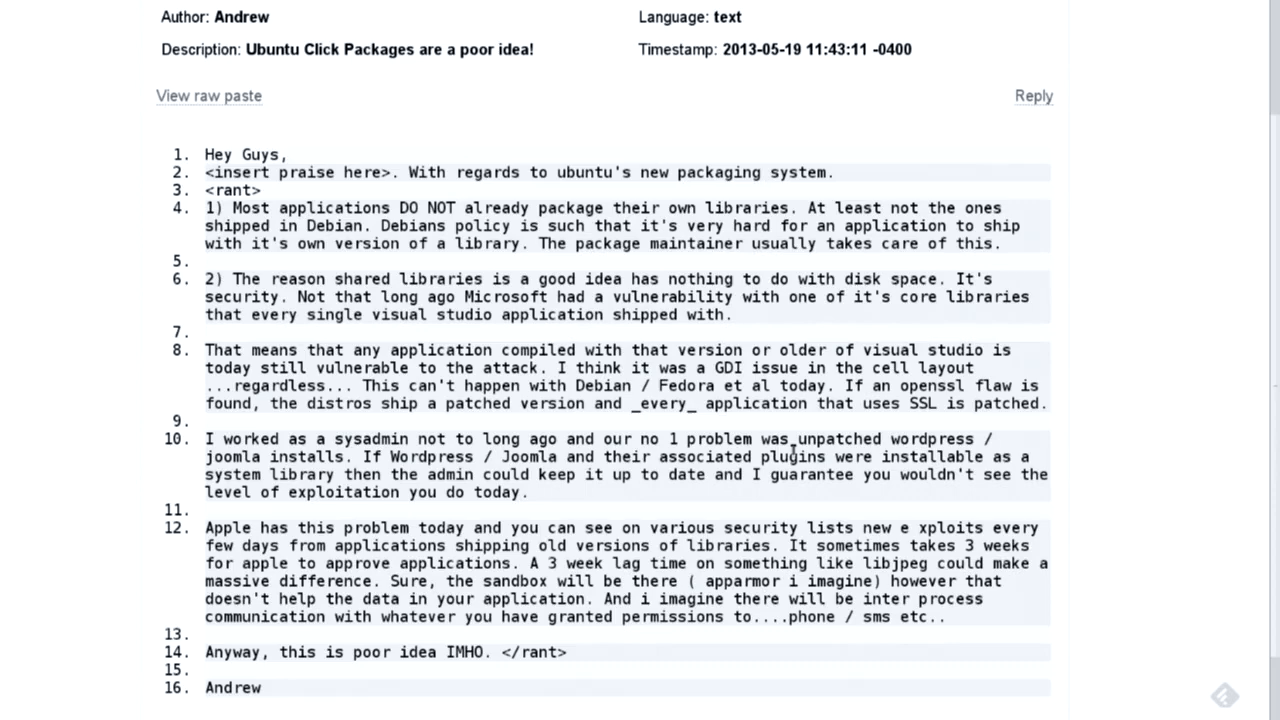 Author: Andrew
Language: text
Description: Ubuntu Click Packages are a poor idea!
Timestamp: 2013-05-19 11:43:11 -0400
View raw paste
Reply
1. Hey Guys,
2. <insert praise here>. With regards to ubuntu's new packaging system.
3. <rant>
4. 1) Most applications DO NOT already package their own libraries. At least not the ones
shipped in Debian. Debians policy is such that it's very hard for an application to ship
with it's own version of a library. The package maintainer usually takes care of this.
5.
6. 2) The reason shared libraries is a good idea has nothing to do with disk space. It's
security. Not that long ago Microsoft had a vulnerability with one of it's core libraries
that every single visual studio application shipped with.
7.
8. That means that any application compiled with that version or older of visual studio is
today still vulnerable to the attack. I think it was a GDI issue in the cell layout
...regardless... This can't happen with Debian / Fedora et al today. If an openssl flaw is
found, the distros ship a patched version and _every_ application that uses SSL is patched.
9.
10. I worked as a sysadmin not to long ago and our no 1 problem was unpatched wordpress /
joomla installs. If Wordpress / Joomla and their associated plugins were installable as a
system library then the admin could keep it up to date and I guarantee you wouldn't see the
level of exploitation you do today.
11.
12. Apple has this problem today and you can see on various security lists new e xploits every
few days from applications shipping old versions of libraries. It sometimes takes 3 weeks
for apple to approve applications. A 3 week lag time on something like libjpeg could make a
massive difference. Sure, the sandbox will be there ( apparmor i imagine) however that
doesn't help the data in your application. And i imagine there will be inter process
communication with whatever you have granted permissions to....phone / sms etc..
13.
14. Anyway, this is poor idea IMHO. </rant>
15.
16. Andrew